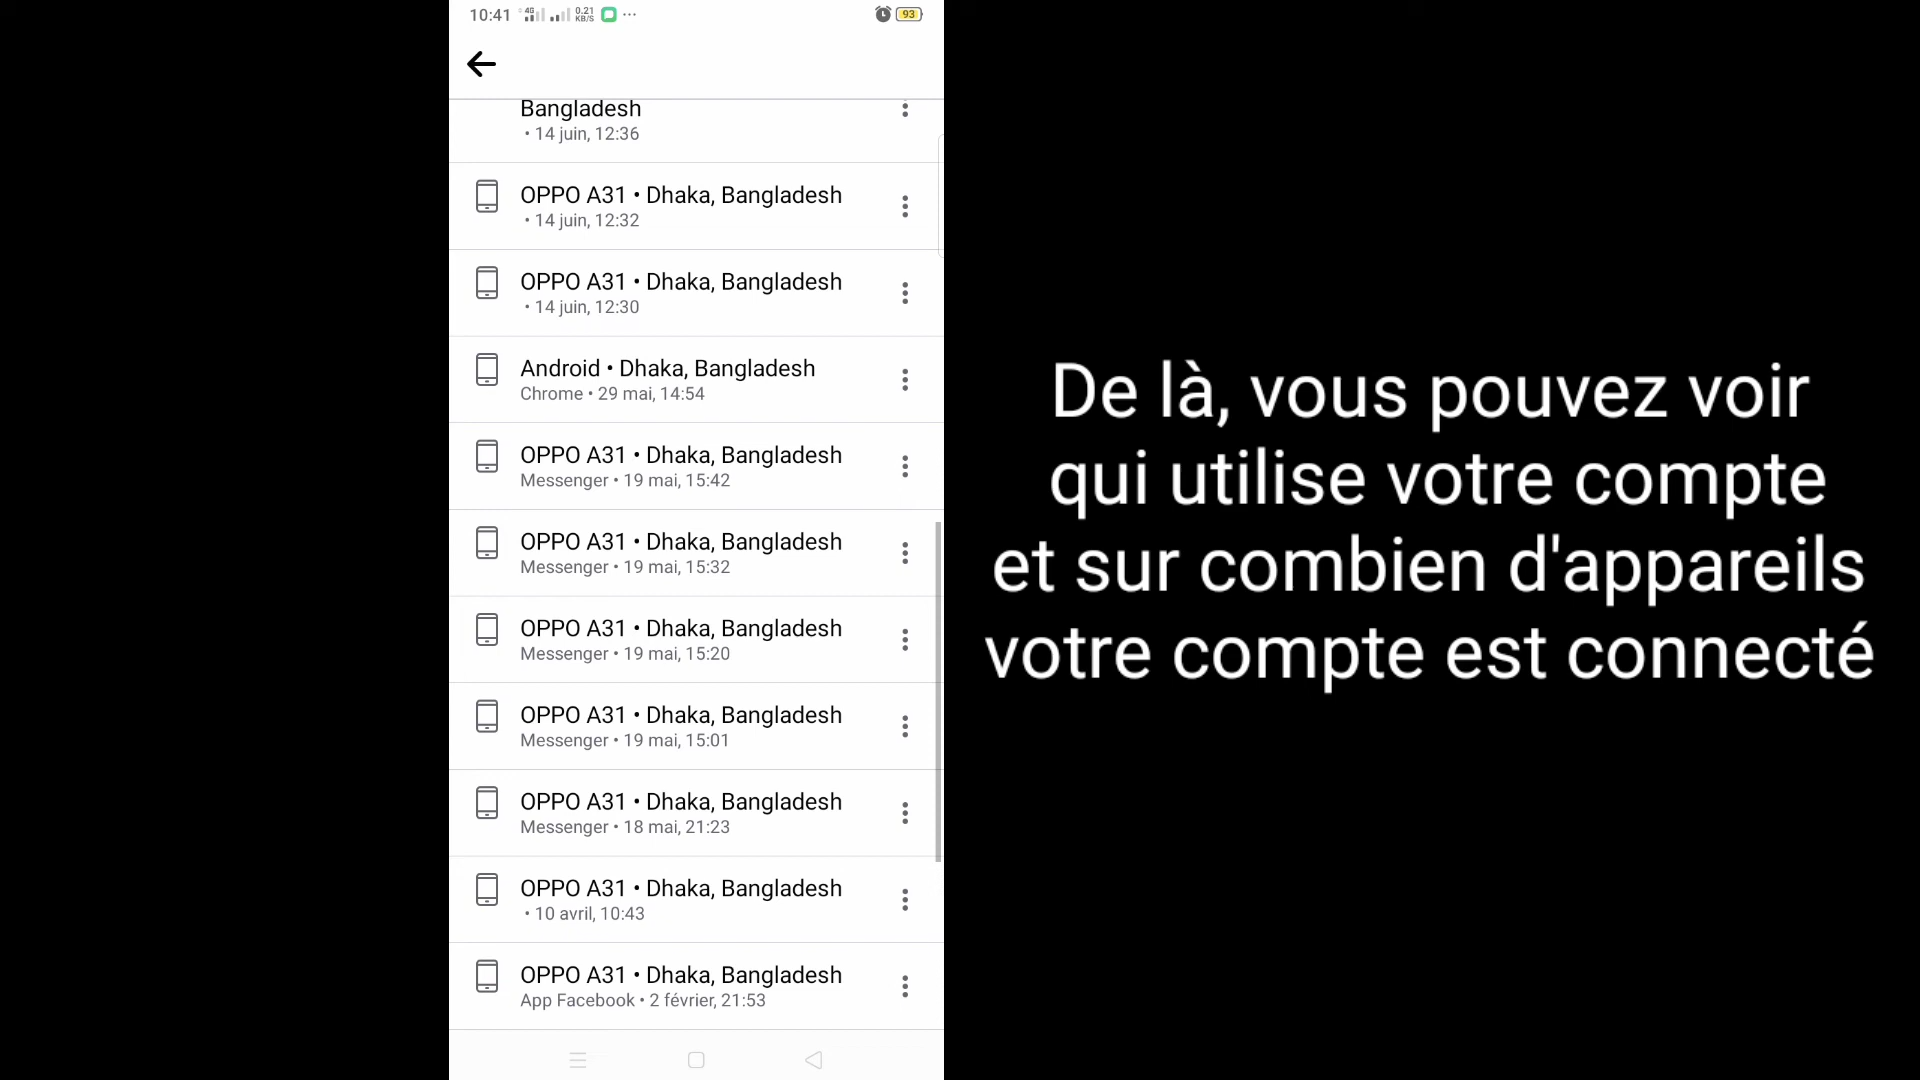 10:41 4G 0.21 KB/S 93
Bangladesh
• 14 juin, 12:36
OPPO A31 • Dhaka, Bangladesh
• 14 juin, 12:32
OPPO A31 • Dhaka, Bangladesh
• 14 juin, 12:30
Android • Dhaka, Bangladesh
Chrome • 29 mai, 14:54
OPPO A31 • Dhaka, Bangladesh
Messenger • 19 mai, 15:42
OPPO A31 • Dhaka, Bangladesh
Messenger • 19 mai, 15:32
OPPO A31 • Dhaka, Bangladesh
Messenger • 19 mai, 15:20
OPPO A31 • Dhaka, Bangladesh
Messenger • 19 mai, 15:01
OPPO A31 • Dhaka, Bangladesh
Messenger • 18 mai, 21:23
OPPO A31 • Dhaka, Bangladesh
• 10 avril, 10:43
OPPO A31 • Dhaka, Bangladesh
App Facebook • 2 février, 21:53
De là, vous pouvez voir
qui utilise votre compte
et sur combien d'appareils
votre compte est connecté